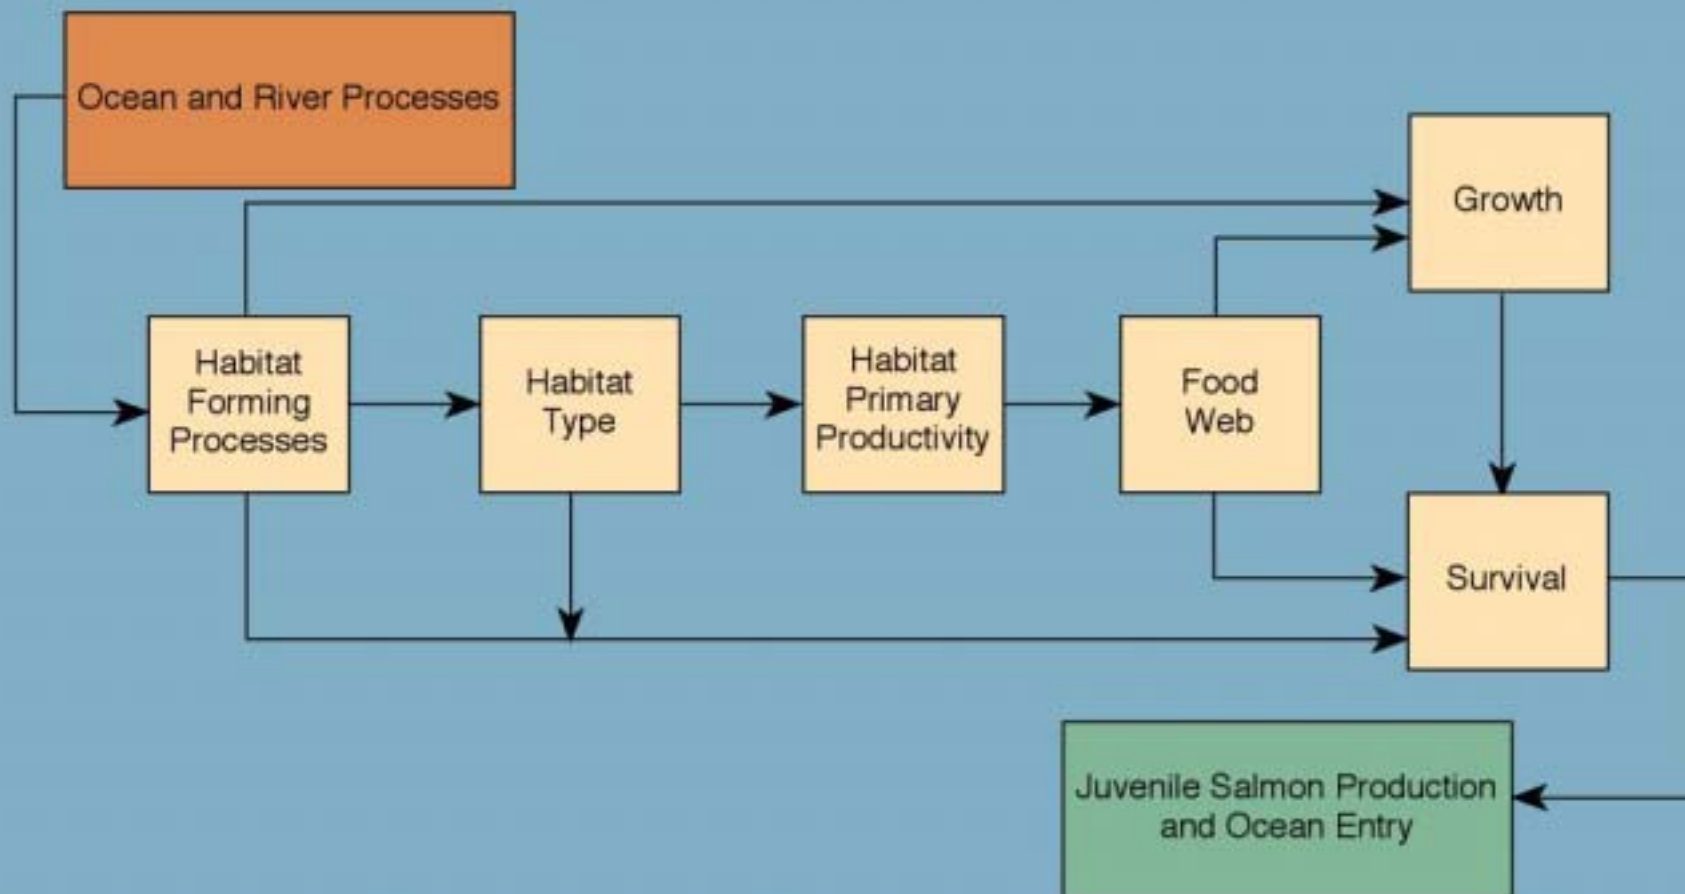 Ocean and River Processes
Growth
Habitat
Forming
Processes
Habitat
Type
Habitat
Primary
Productivity
Food
Web
Survival
Juvenile Salmon Production
and Ocean Entry